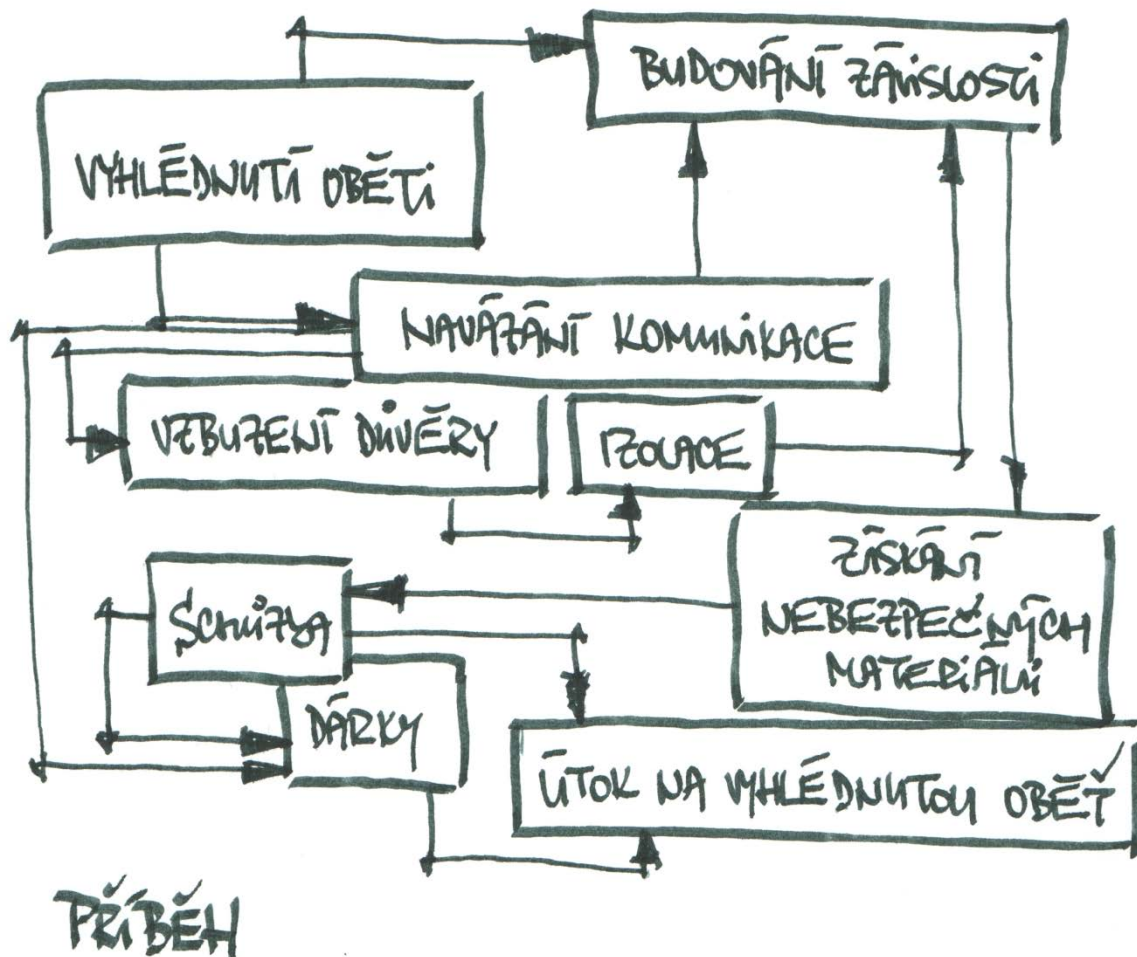 BUDOVÁNÍ ZÁVISLOSTI
VYHLÉDNUTÍ OBĚTI
NAVÁZÁNÍ KOMUNIKACE
VZBUZENÍ DŮVĚRY
IZOLACE
ZÍSKÁNÍ
NEBEZPEČNÝCH
MATERIÁLŮ
SCHŮZKA
DÁRKY
ÚTOK NA VYHLÉDNUTOU OBĚŤ
PŘÍBĚH